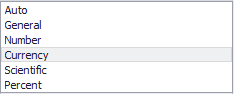 Auto
General
Number
Currency
Scientific
Percent